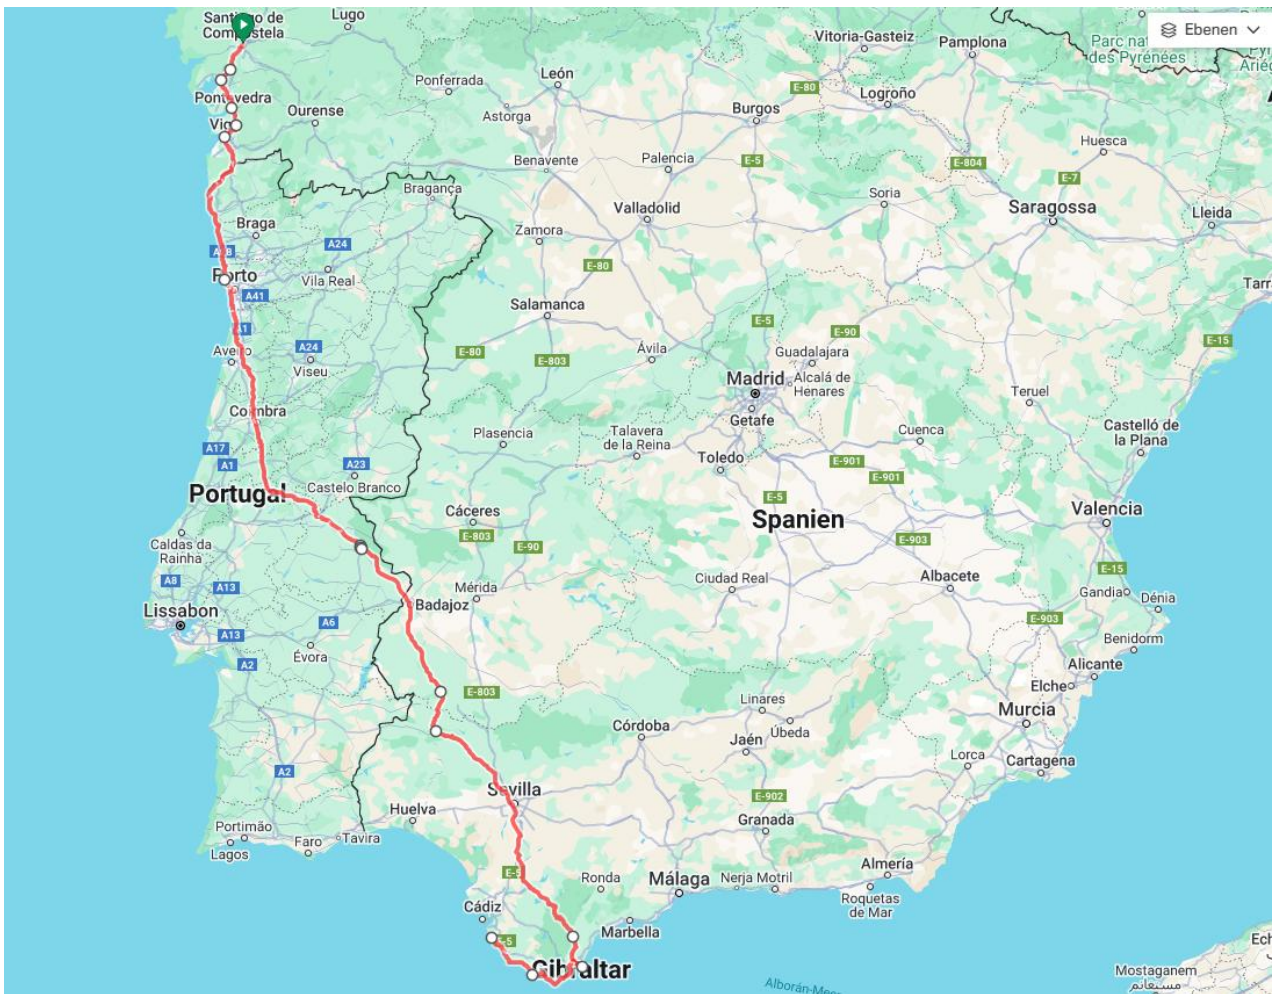 Santiago de
Compostela
Lugo
Ebenen
Vitoria-Gasteiz
Pamplona
Parc nat
des Pyrénées
Ariég
Ponferrada
León
E-80
Logroño
Pontevedra
Ourense
Astorga
Burgos
Huesca
Vigo
Benavente
Palencia
E-5
E-804
E-7
Bragança
Soria
Braga
Valladolid
Saragossa
Lleida
Zamora
A24
Porto
Vila Real
E-80
A41
Salamanca
Tarra
A1
E-5
E-90
E-15
Aveiro
A24
Viseu
E-80
E-803
Ávila
Guadalajara
Madrid
Alcalá de
Henares
Teruel
Coimbra
Getafe
Castelló de
la Plana
Plasencia
Talavera
de la Reina
Cuenca
A17
A1
A23
Toledo
E-901
E-901
Castelo Branco
Portugal
E-5
Cáceres
Spanien
Valencia
E-803
E-90
E-903
Caldas da
Rainha
E-15
A8
A13
Mérida
Ciudad Real
Albacete
Gandia
Dénia
Badajoz
Lissabon
A6
E-903
A13
Benidorm
Évora
A2
Alicante
E-803
Elche
Linares
Murcia
Córdoba
Úbeda
Jaén
Lorca
Cartagena
A2
Sevilla
E-902
Huelva
Granada
Portimão
Tavira
Lagos
Faro
Almería
E-5
Ronda
Málaga
Nerja
Motril
Roquetas
de Mar
Cádiz
Marbella
E-5
Gibraltar
Ech
Mostaganem
مستغانم
Alborán-Meer